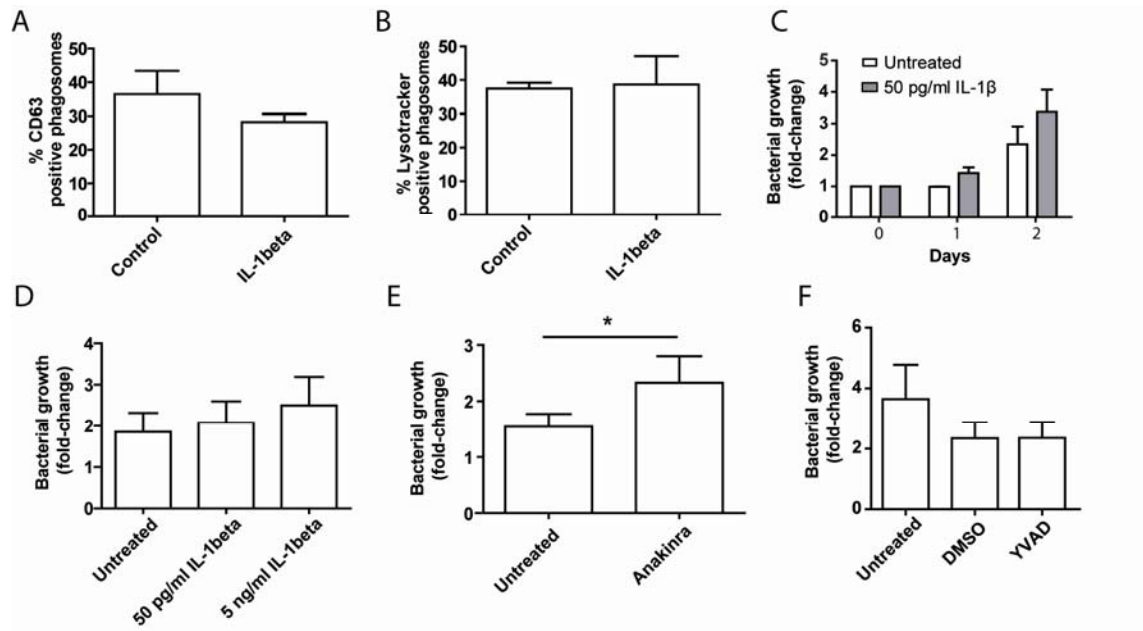 A
% CD63
positive phagosomes
50
40
30
20
10
0
Control
IL-1beta
B
% Lysotracker
positive phagosomes
50
40
30
20
10
0
Control
IL-1beta
C
Bacterial growth
(fold-change)
5
4
3
2
1
0
Untreated
50 pg/ml IL-1β
0
1
2
Days
D
Bacterial growth
(fold-change)
4
3
2
1
0
Untreated
50 pg/ml IL-1beta
5 ng/ml IL-1beta
E
Bacterial growth
(fold-change)
3
2
1
0
*
Untreated
Anakinra
F
Bacterial growth
(fold-change)
6
4
2
0
Untreated
DMSO
YVAD